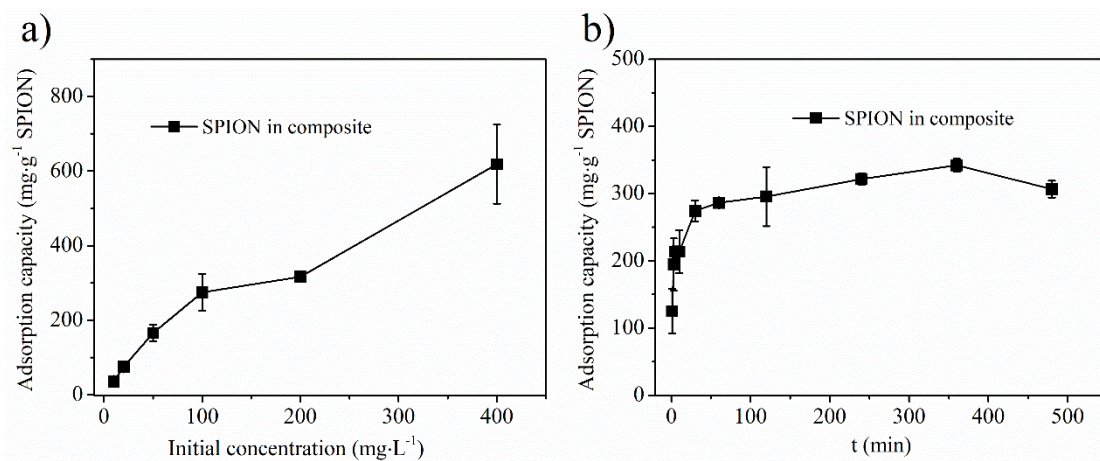 a)
Adsorption capacity (mg·g⁻¹ SPION)
800
600
400
200
0
SPION in composite
0 100 200 300 400
Initial concentration (mg·L⁻¹)
b)
Adsorption capacity (mg·g⁻¹ SPION)
500
400
300
200
100
0
SPION in composite
0 100 200 300 400 500
t (min)